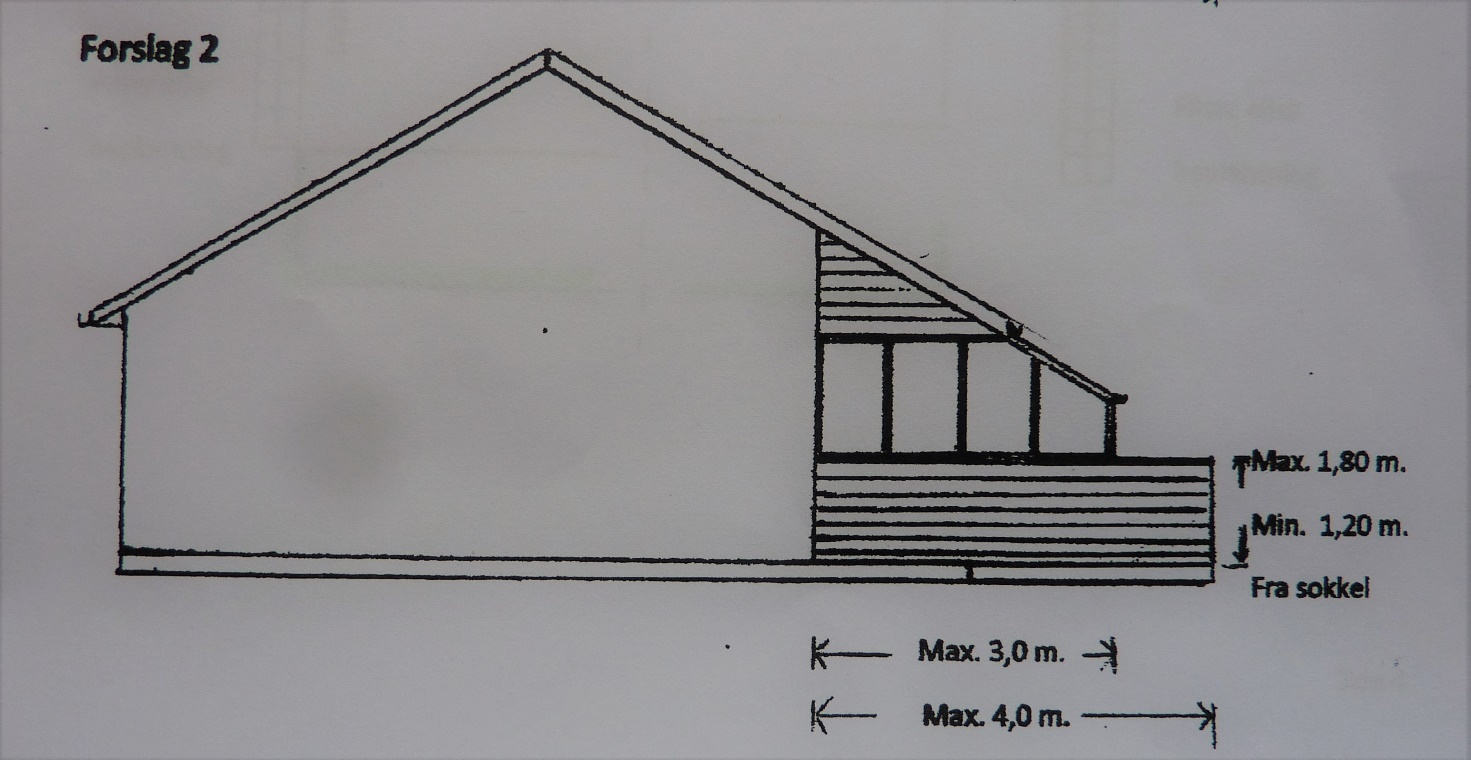 Forslag 2
Max. 1,80 m.
Min. 1,20 m.
Fra sokkel
Max. 3,0 m.
Max. 4,0 m.